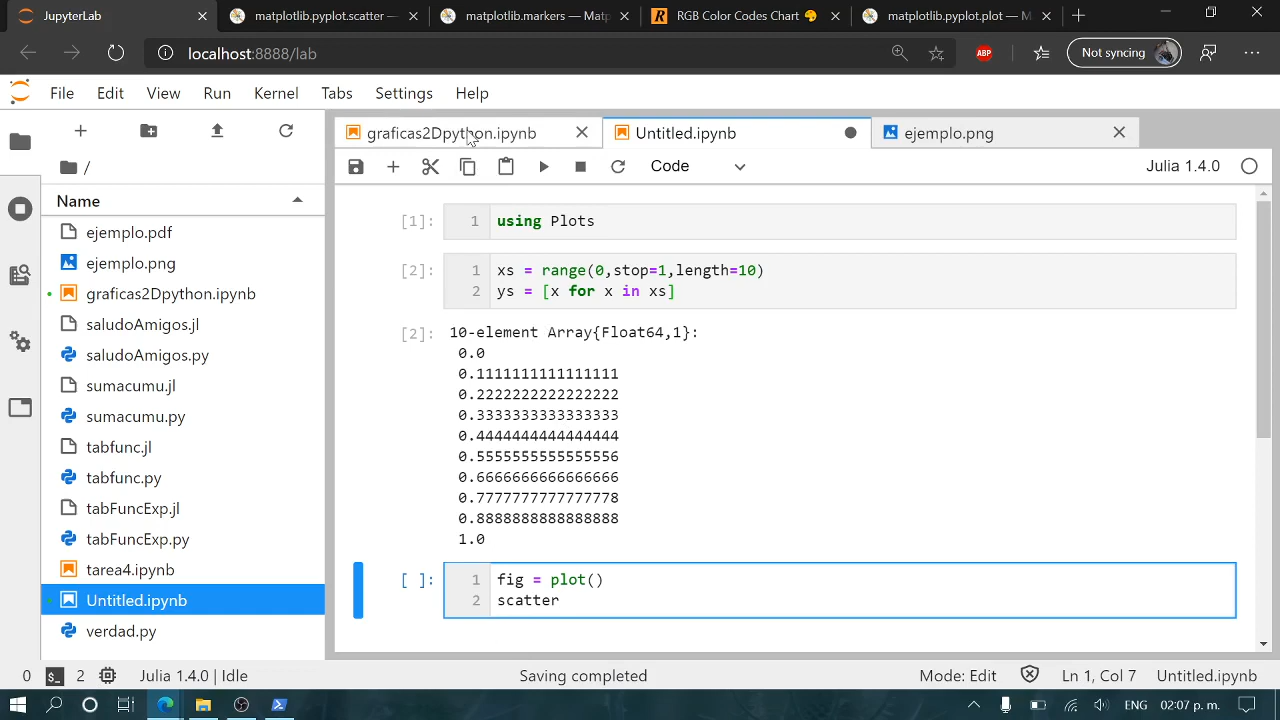 JupyterLab
matplotlib.pyplot.scatter —
matplotlib.markers — Mat
RGB Color Codes Chart
matplotlib.pyplot.plot — M
localhost:8888/lab
ABP
Not syncing
File Edit View Run Kernel Tabs Settings Help
graficas2Dpython.ipynb
Untitled.ipynb
ejemplo.png
/
Code
Julia 1.4.0
Name
ejemplo.pdf
ejemplo.png
graficas2Dpython.ipynb
saludoAmigos.jl
saludoAmigos.py
sumacumu.jl
sumacumu.py
tabfunc.jl
tabfunc.py
tabFuncExp.jl
tabFuncExp.py
tarea4.ipynb
Untitled.ipynb
verdad.py
[1]: 1 using Plots
[2]: 1 xs = range(0,stop=1,length=10)
2 ys = [x for x in xs]
[2]: 10-element Array{Float64,1}:
0.0
0.1111111111111111
0.2222222222222222
0.3333333333333333
0.4444444444444444
0.5555555555555556
0.6666666666666666
0.7777777777777778
0.8888888888888888
1.0
[ ]: 1 fig = plot()
2 scatter
0 $_ 2 Julia 1.4.0 | Idle
Saving completed
Mode: Edit
Ln 1, Col 7
Untitled.ipynb
ENG
02:07 p. m.